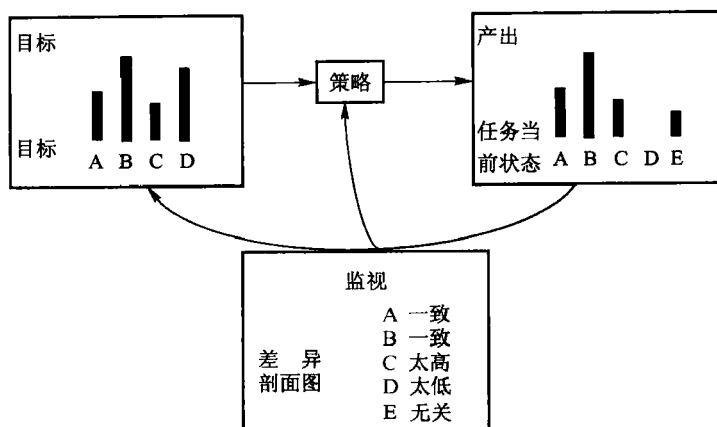 目标
目标
A B C D
策略
产出
任务当
前状态 A B C D E
监视
A 一致
B 一致
差异 C 太高
剖面图 D 太低
E 无关